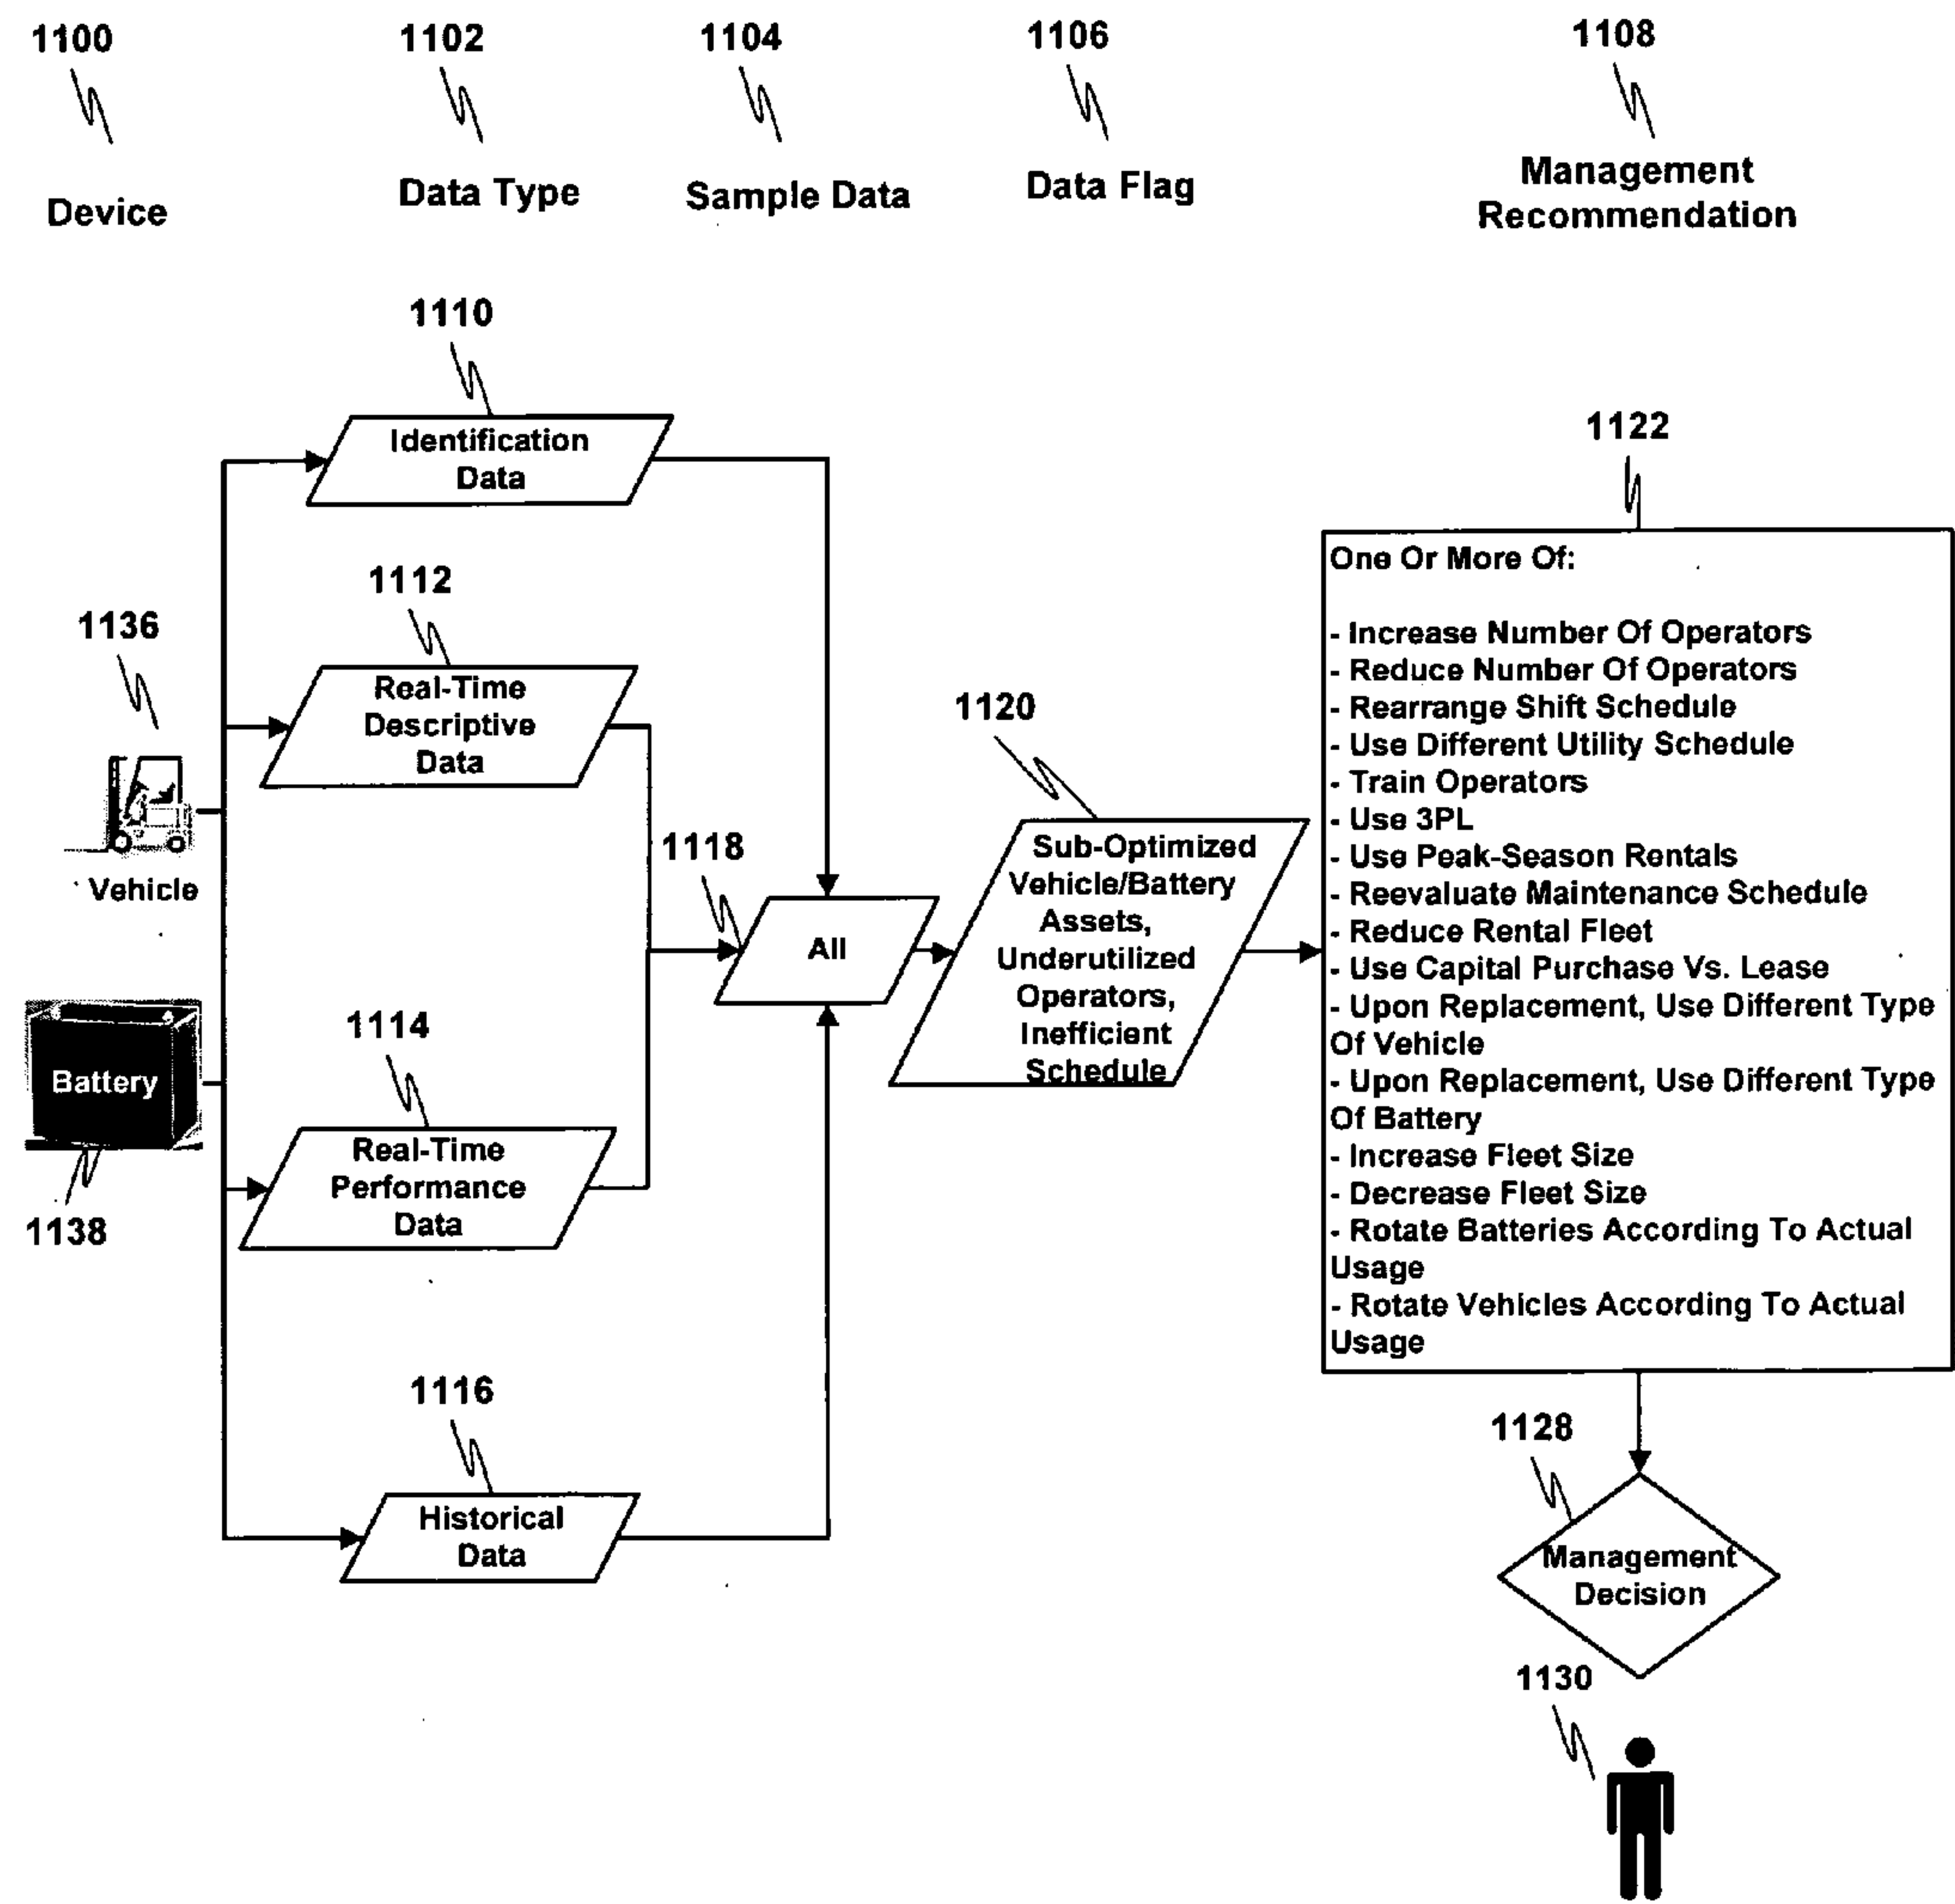 1100
1102
1104
1106
1108
Device
Data Type
Sample Data
Data Flag
Management
Recommendation
1110
Identification
Data
1112
Real-Time
Descriptive
Data
1136
Vehicle
Battery
1138
1114
Real-Time
Performance
Data
1116
Historical
Data
1118
All
1120
Sub-Optimized
Vehicle/Battery
Assets,
Underutilized
Operators,
Inefficient
Schedule
1122
One Or More Of:
- Increase Number Of Operators
- Reduce Number Of Operators
- Rearrange Shift Schedule
- Use Different Utility Schedule
- Train Operators
- Use 3PL
- Use Peak-Season Rentals
- Reevaluate Maintenance Schedule
- Reduce Rental Fleet
- Use Capital Purchase Vs. Lease
- Upon Replacement, Use Different Type
Of Vehicle
- Upon Replacement, Use Different Type
Of Battery
- Increase Fleet Size
- Decrease Fleet Size
- Rotate Batteries According To Actual
Usage
- Rotate Vehicles According To Actual
Usage
1128
Management
Decision
1130